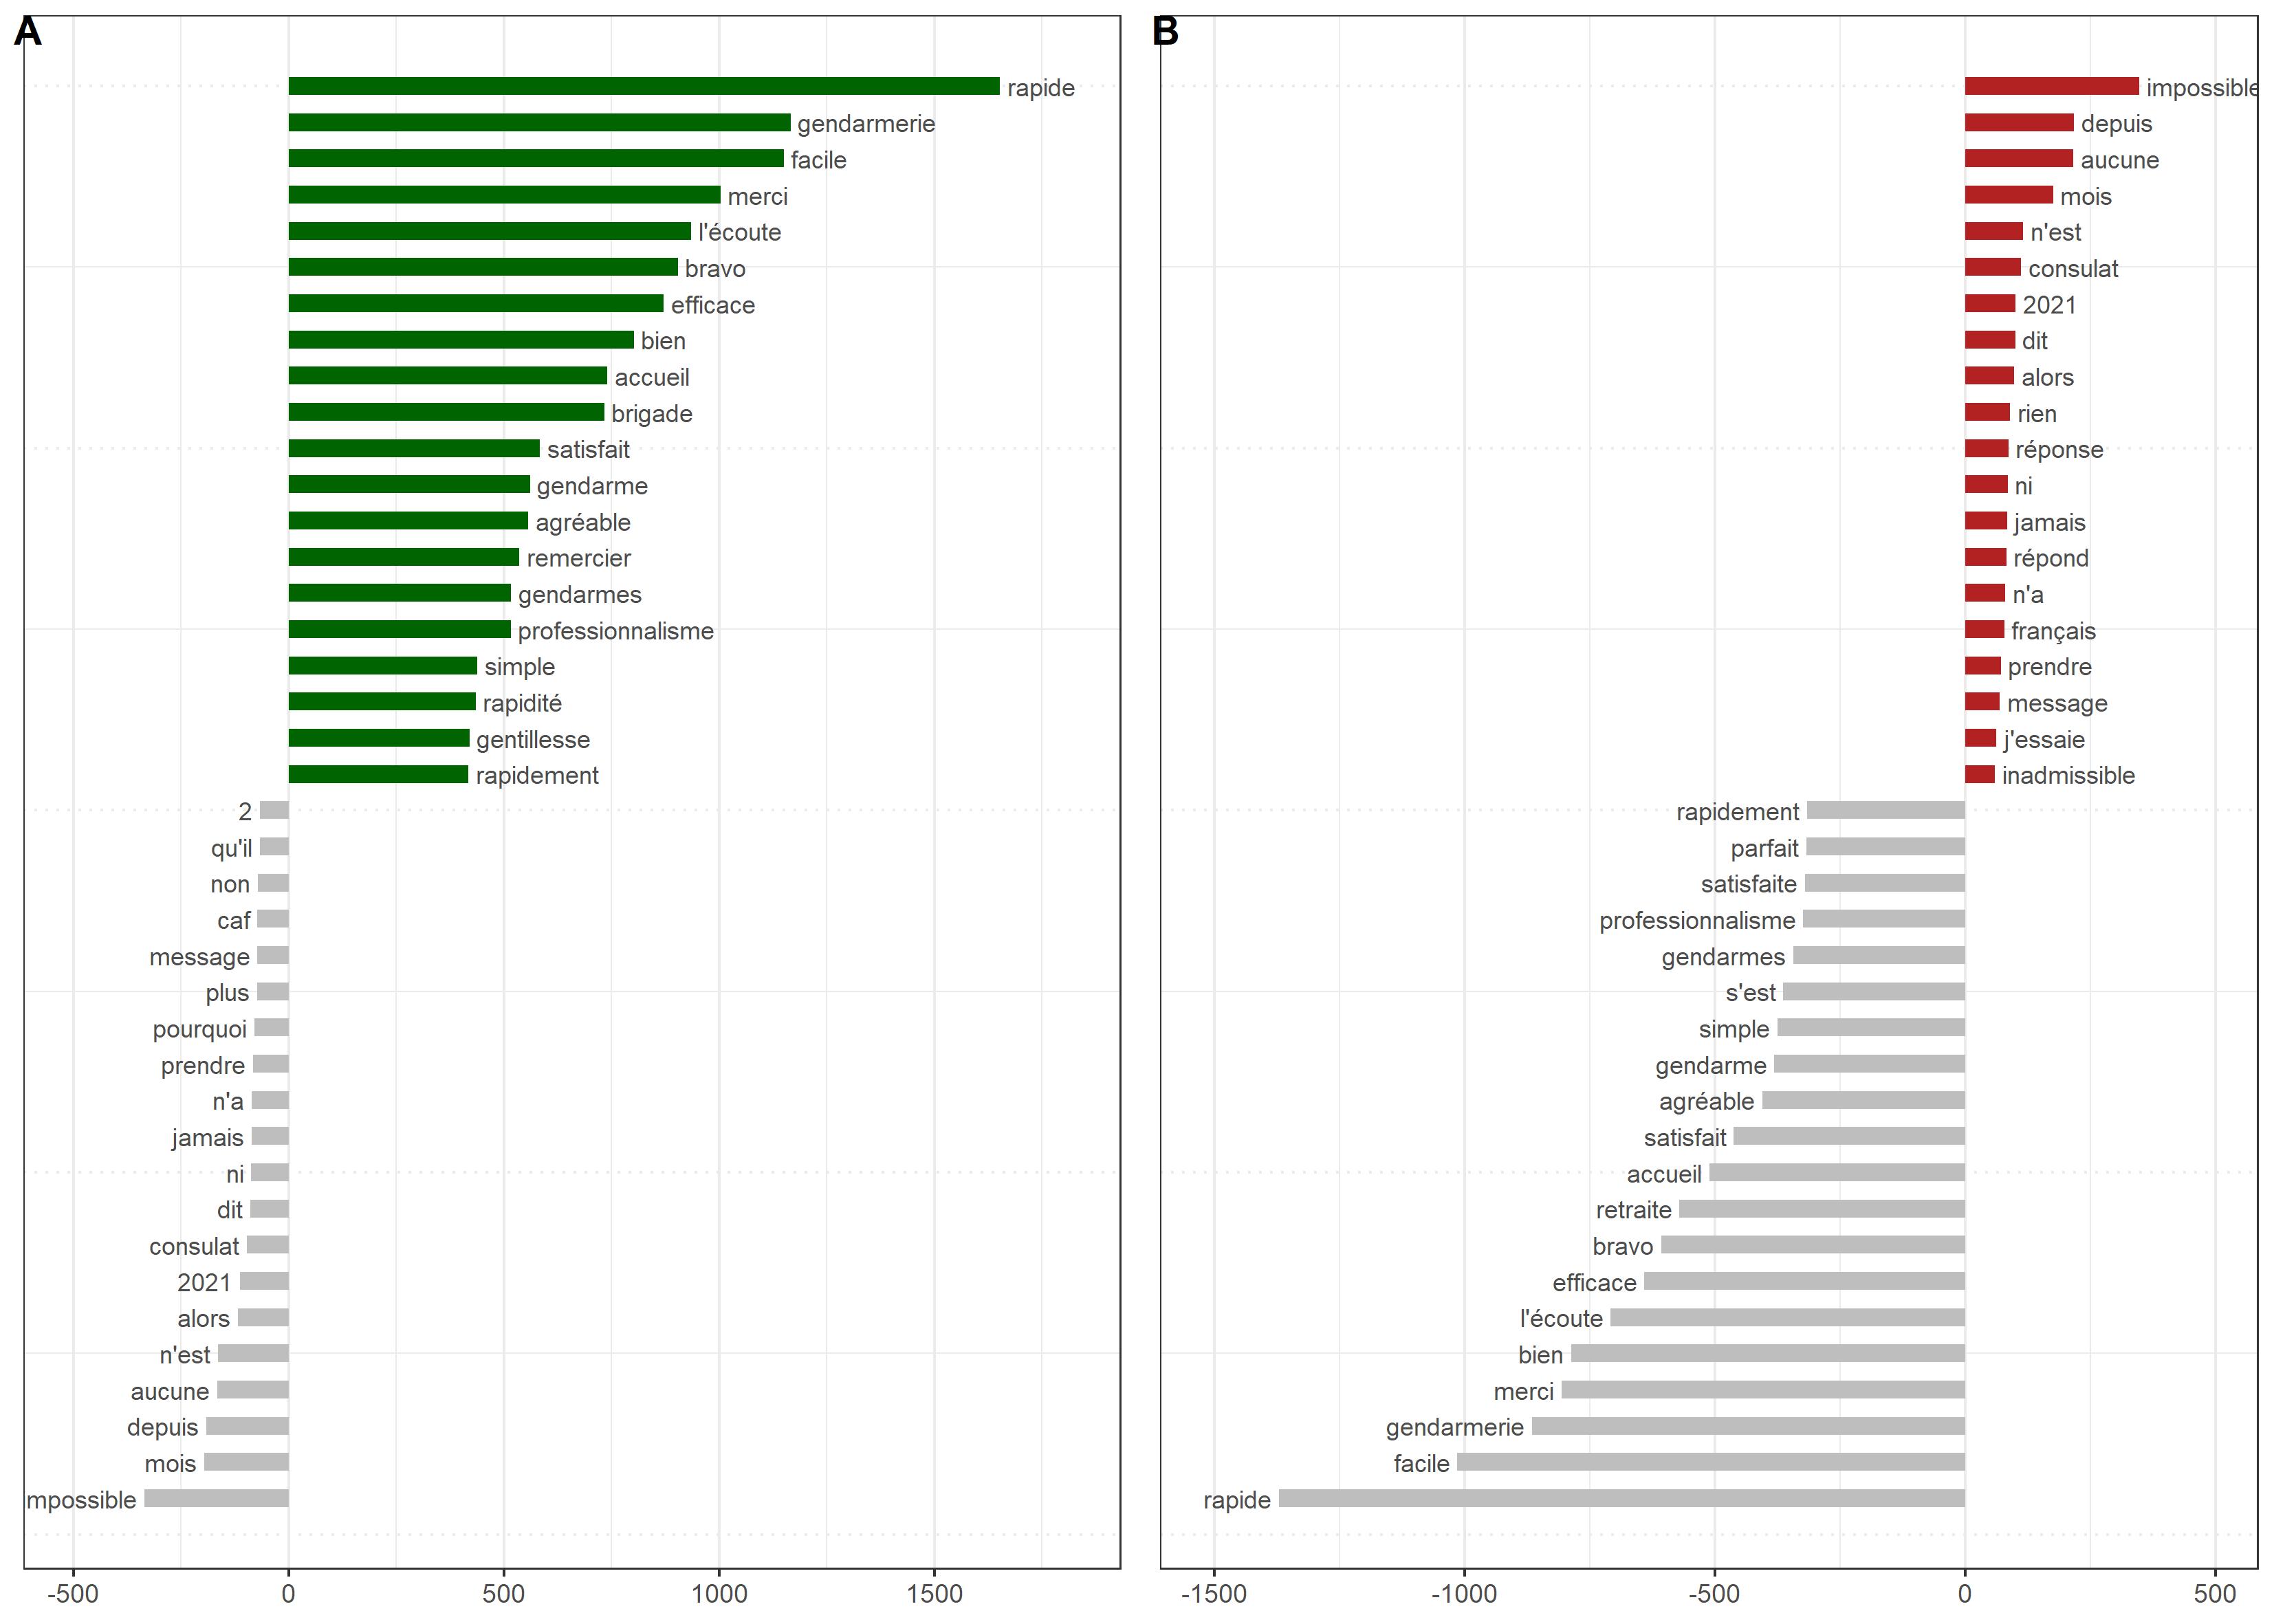 A
rapide
gendarmerie
facile
merci
l'écoute
bravo
efficace
bien
accueil
brigade
satisfait
gendarme
agréable
remercier
gendarmes
professionnalisme
simple
rapidité
gentillesse
rapidement
2
qu'il
non
caf
message
plus
pourquoi
prendre
n'a
jamais
ni
dit
consulat
2021
alors
n'est
aucune
depuis
mois
mpossible
-500 0 500 1000 1500
B
impossible
depuis
aucune
mois
n'est
consulat
2021
dit
alors
rien
réponse
ni
jamais
répond
n'a
français
prendre
message
j'essaie
inadmissible
rapidement
parfait
satisfaite
professionnalisme
gendarmes
s'est
simple
gendarme
agréable
satisfait
accueil
retraite
bravo
efficace
l'écoute
bien
merci
gendarmerie
facile
rapide
-1500 -1000 -500 0 500